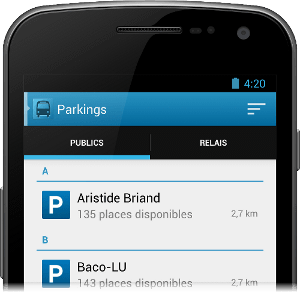 4:20
Parkings
PUBLICS
RELAIS
A
P
Aristide Briand
135 places disponibles
2,7 km
B
P
Baco-LU
143 places disponibles
2,7 km